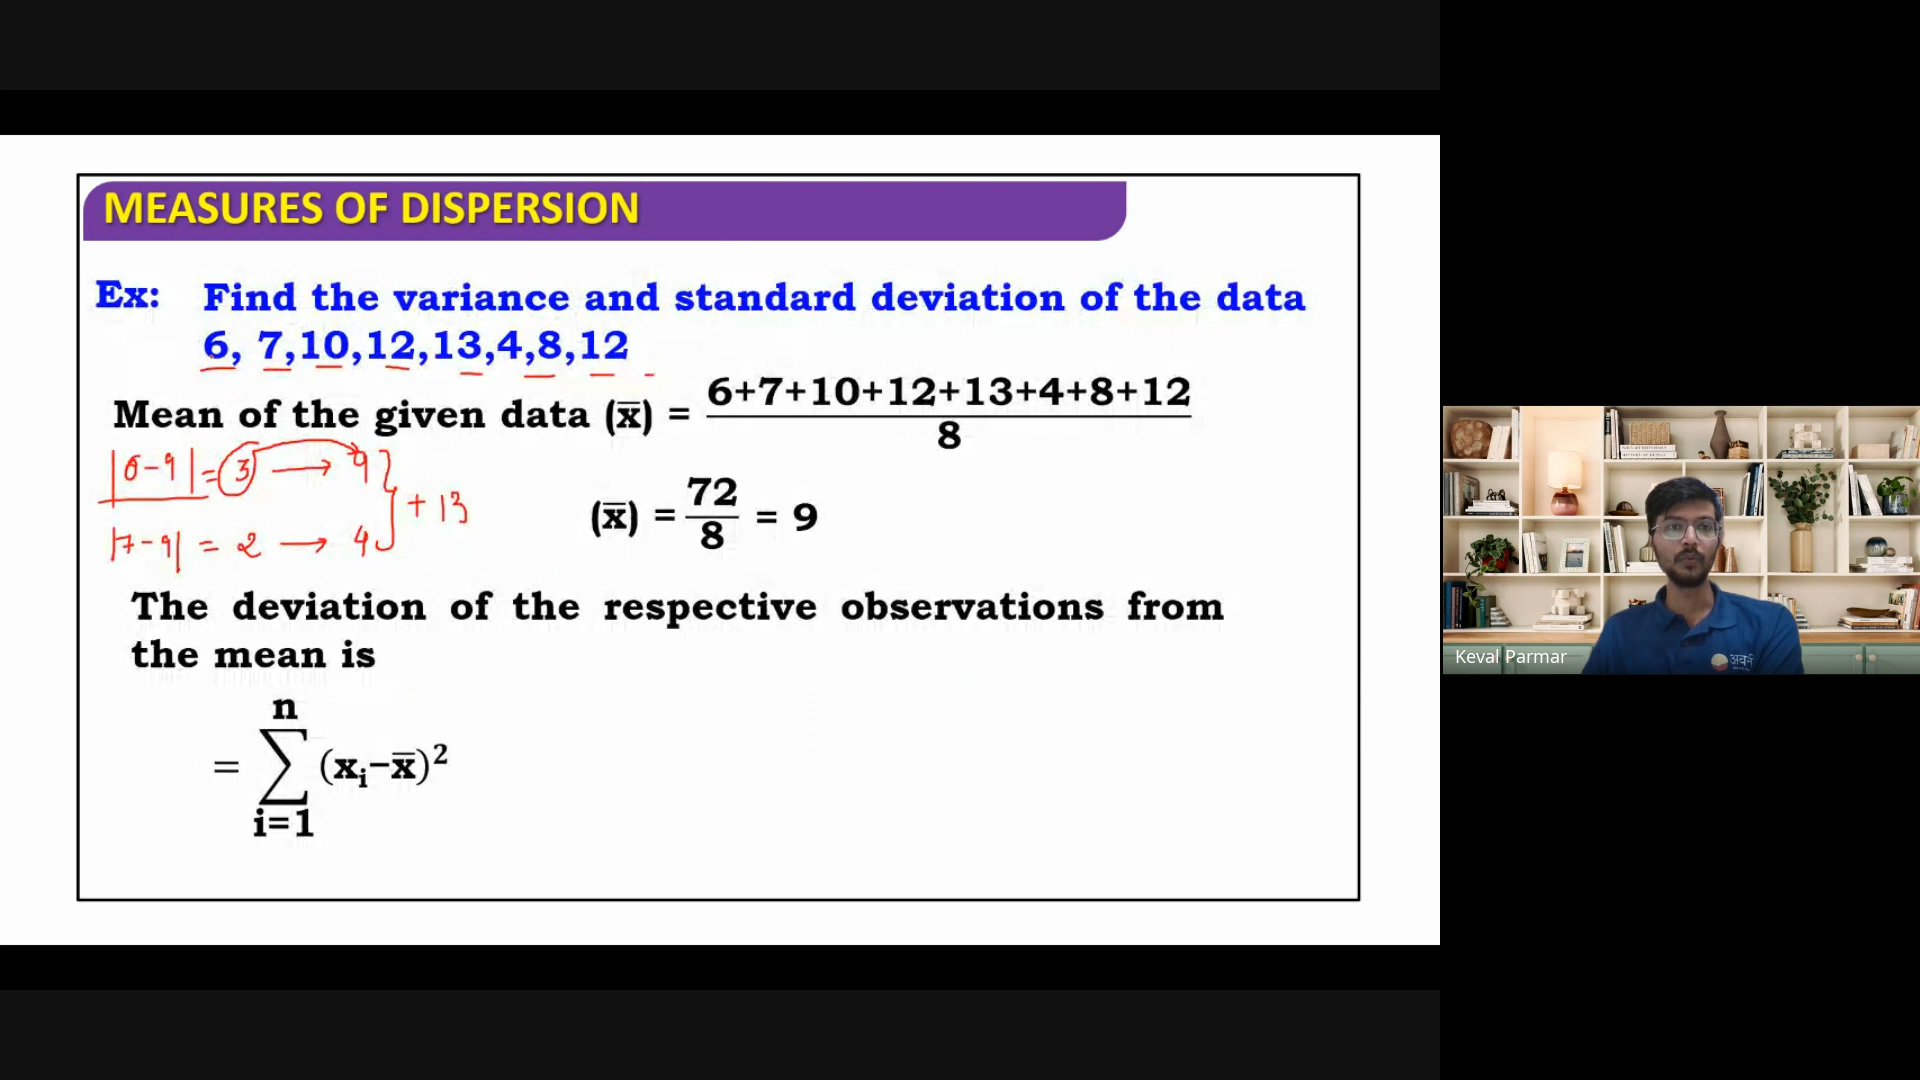 MEASURES OF DISPERSION
Ex: Find the variance and standard deviation of the data
6, 7,10,12,13,4,8,12
Mean of the given data (x̅) = 6+7+10+12+13+4+8+12
8
|6-9| = 3 → 9
+ 13
|7-9| = 2 → 4
(x̅) = 72/8 = 9
The deviation of the respective observations from
the mean is
n
= ∑ (xᵢ−x̅)²
i=1
Keval Parmar